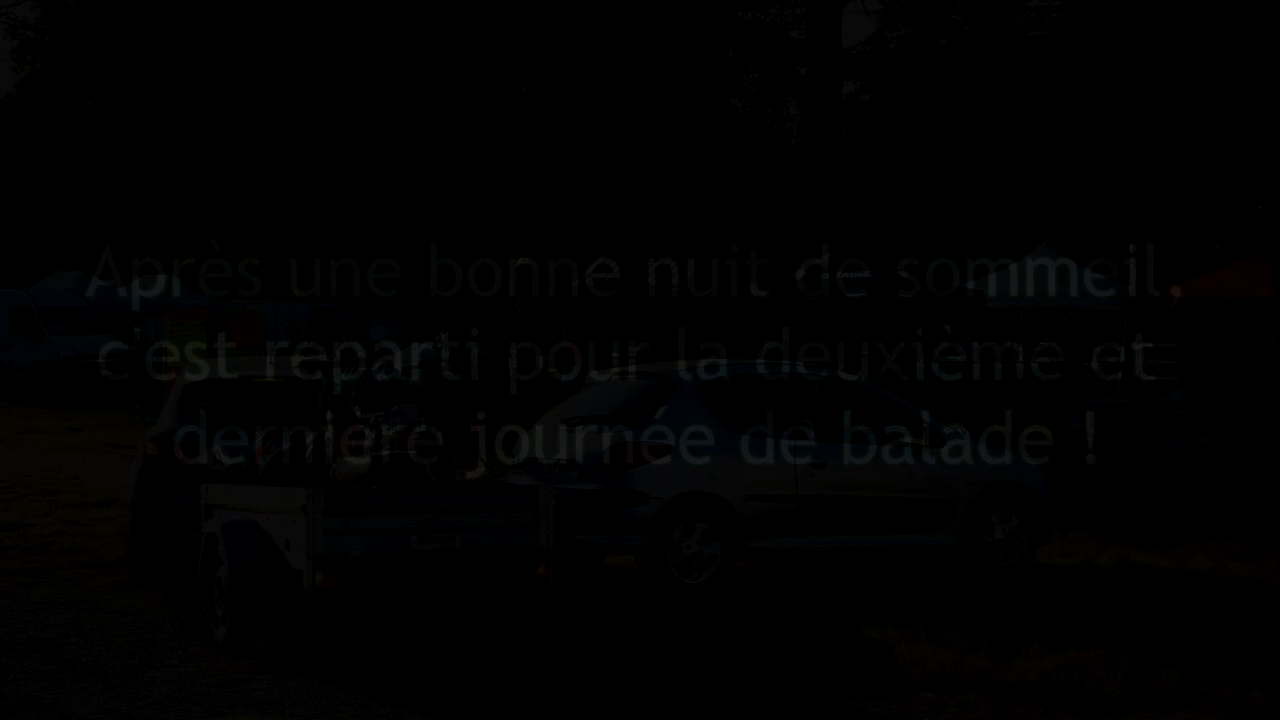 Après une bonne nuit de sommeil
c'est reparti pour la deuxième et
dernière journée de balade !